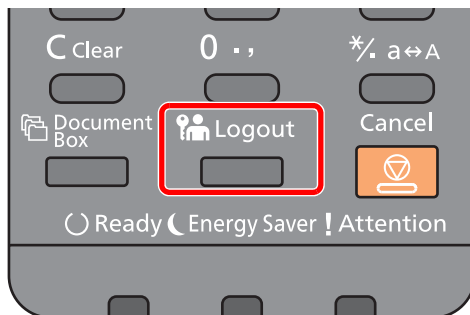 C Clear
0 . ,
*/. a⇔A
Document
Box
Logout
Cancel
Ready Energy Saver ! Attention